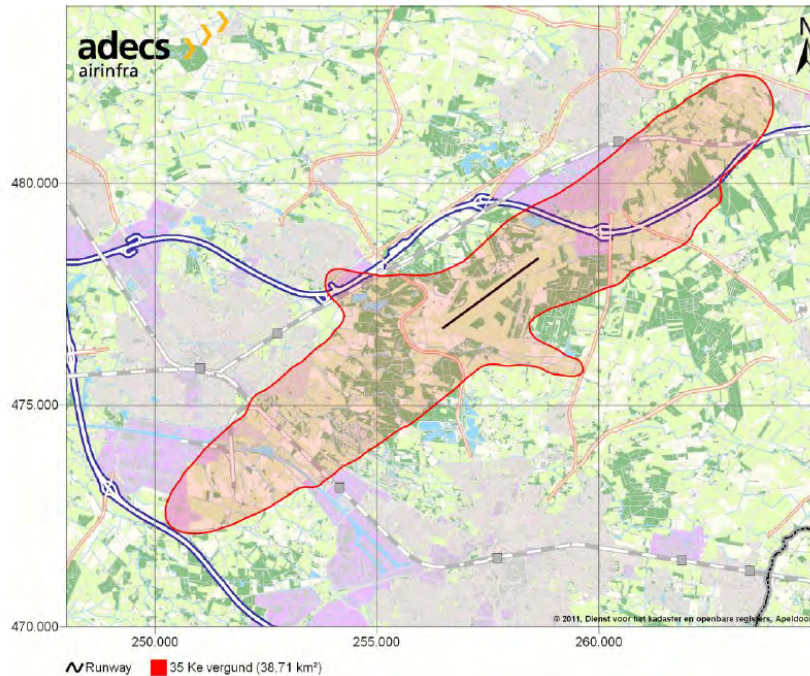 adecs
airinfra
N
480.000
475.000
470.000
© 2011, Dienst voor het kadaster en openbare registers, Apeldoor
250.000
255.000
260.000
Runway
35 Ke vergund (38,71 km²)